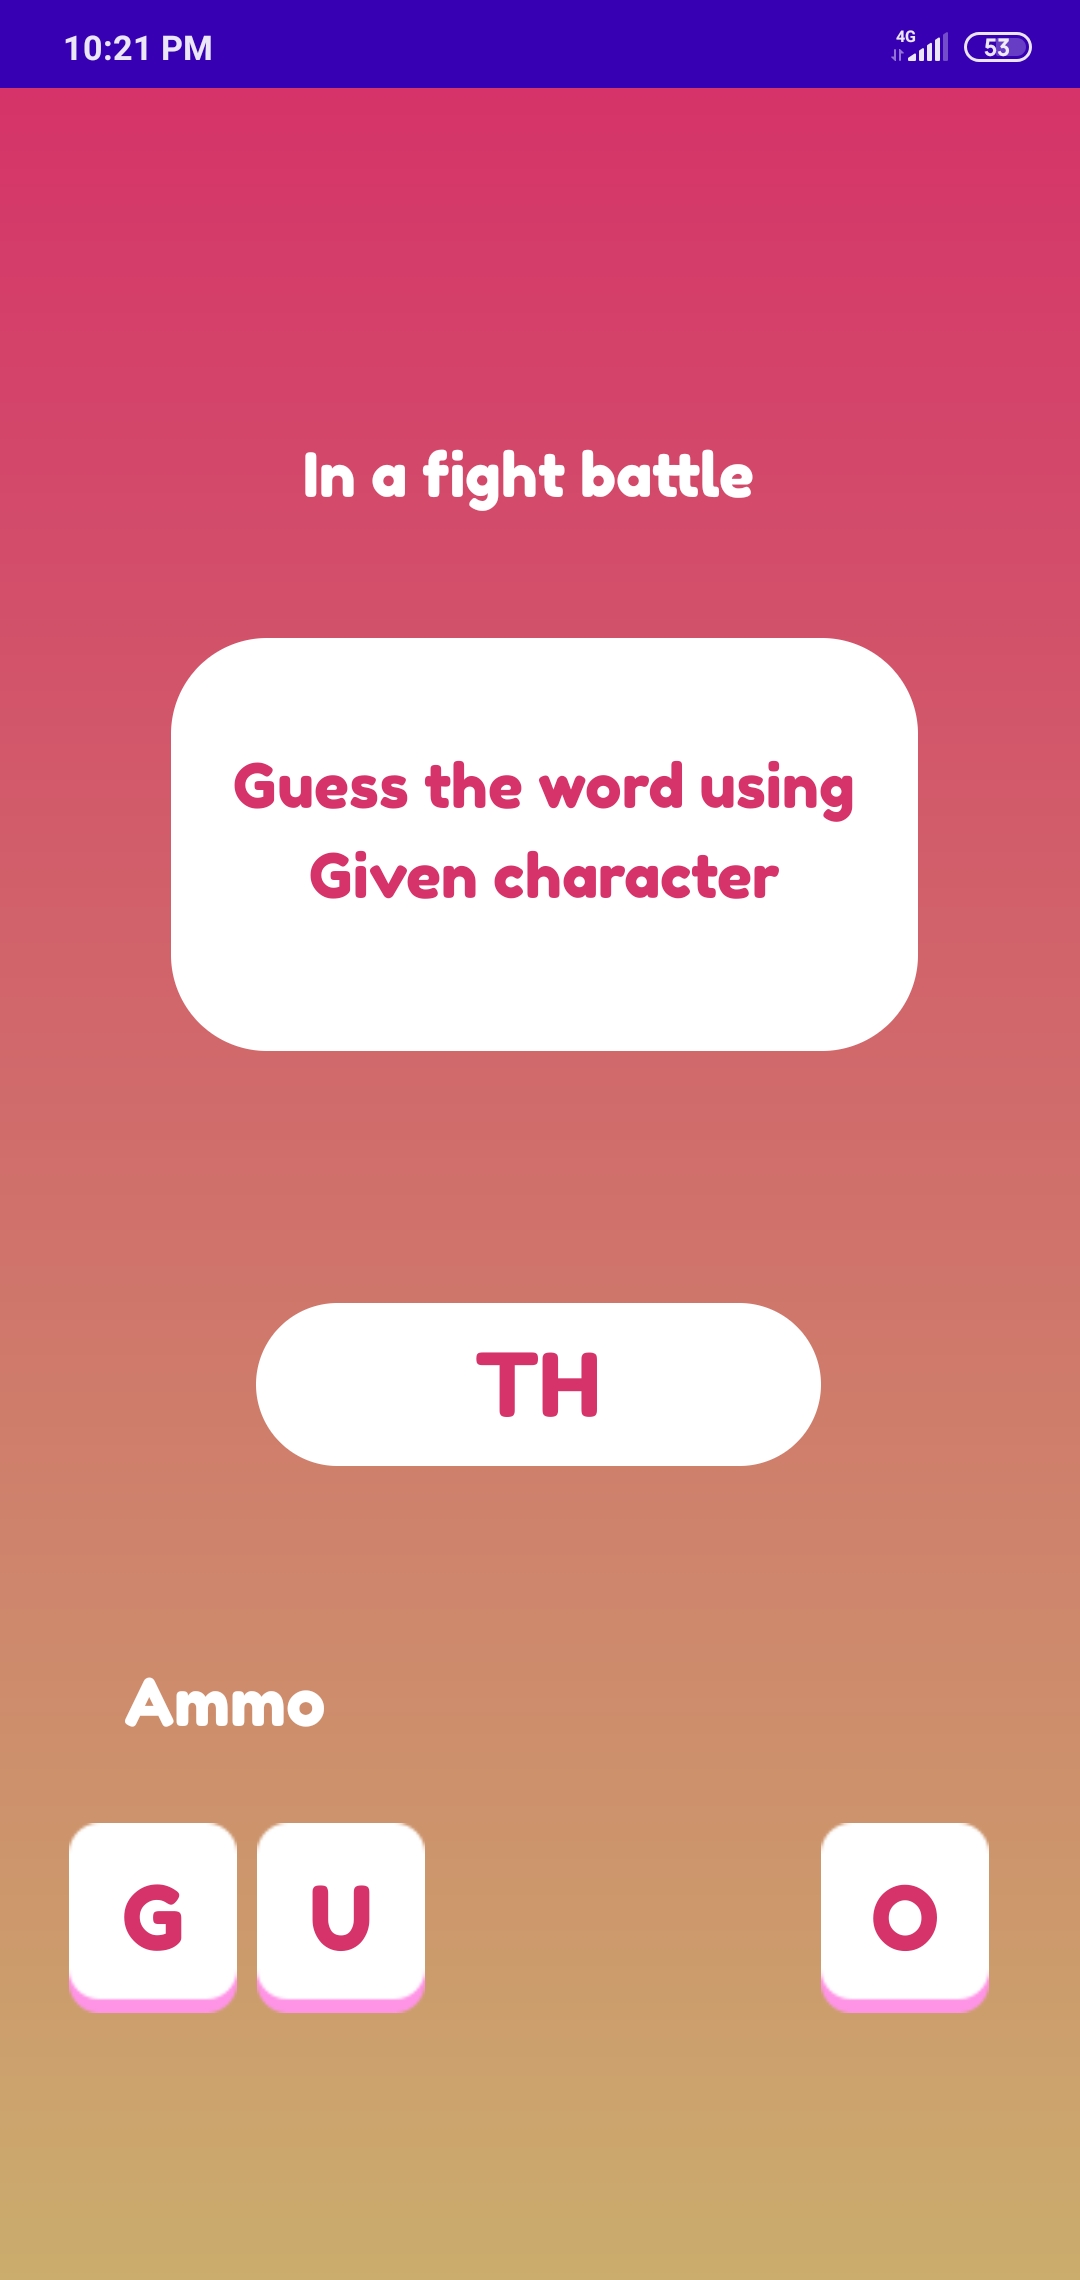 10:21 PM
4G
53
In a fight battle
Guess the word using
Given character
TH
Ammo
G U O